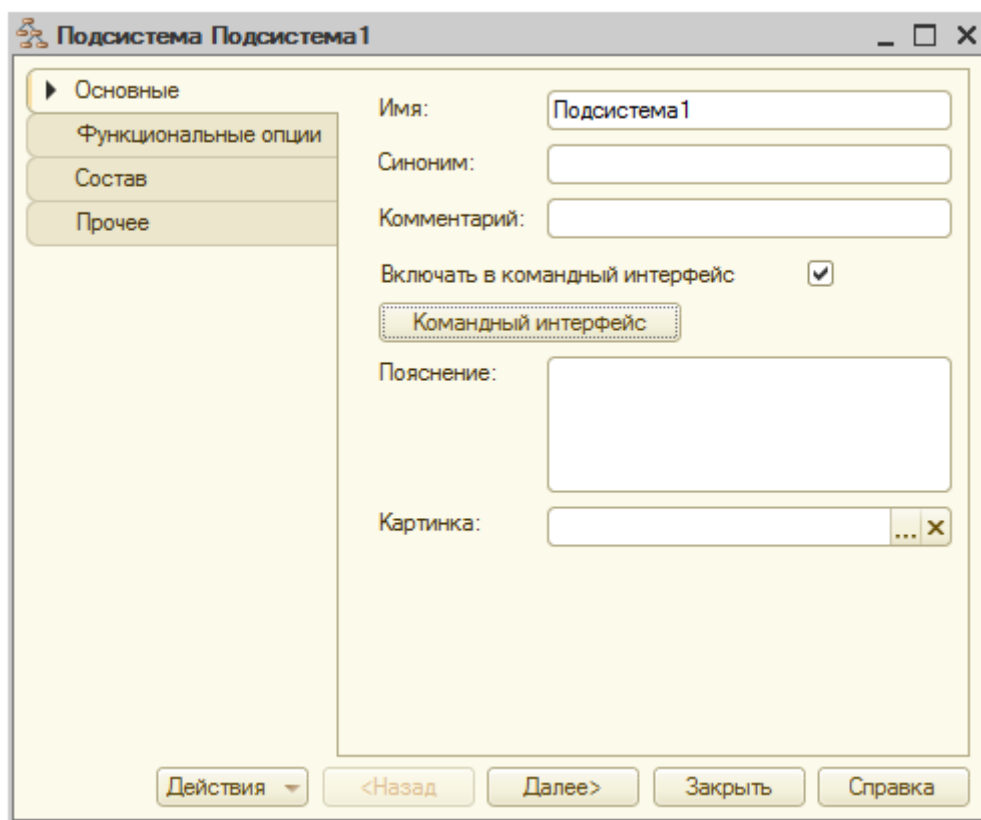 Подсистема Подсистема1
Основные
Функциональные опции
Состав
Прочее
Имя:
Подсистема1
Синоним:
Комментарий:
Включать в командный интерфейс
Командный интерфейс
Пояснение:
Картинка:
...
Действия
<Назад
Далее>
Закрыть
Справка